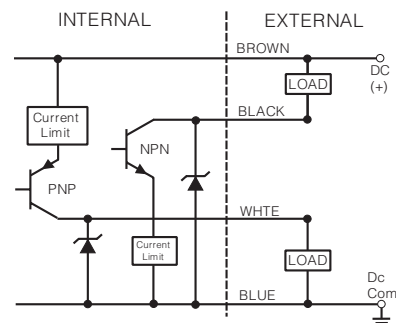 INTERNAL
EXTERNAL
BROWN
DC
(+)
LOAD
BLACK
Current
Limit
NPN
PNP
WHTE
Current
Limit
LOAD
Dc
Com
BLUE